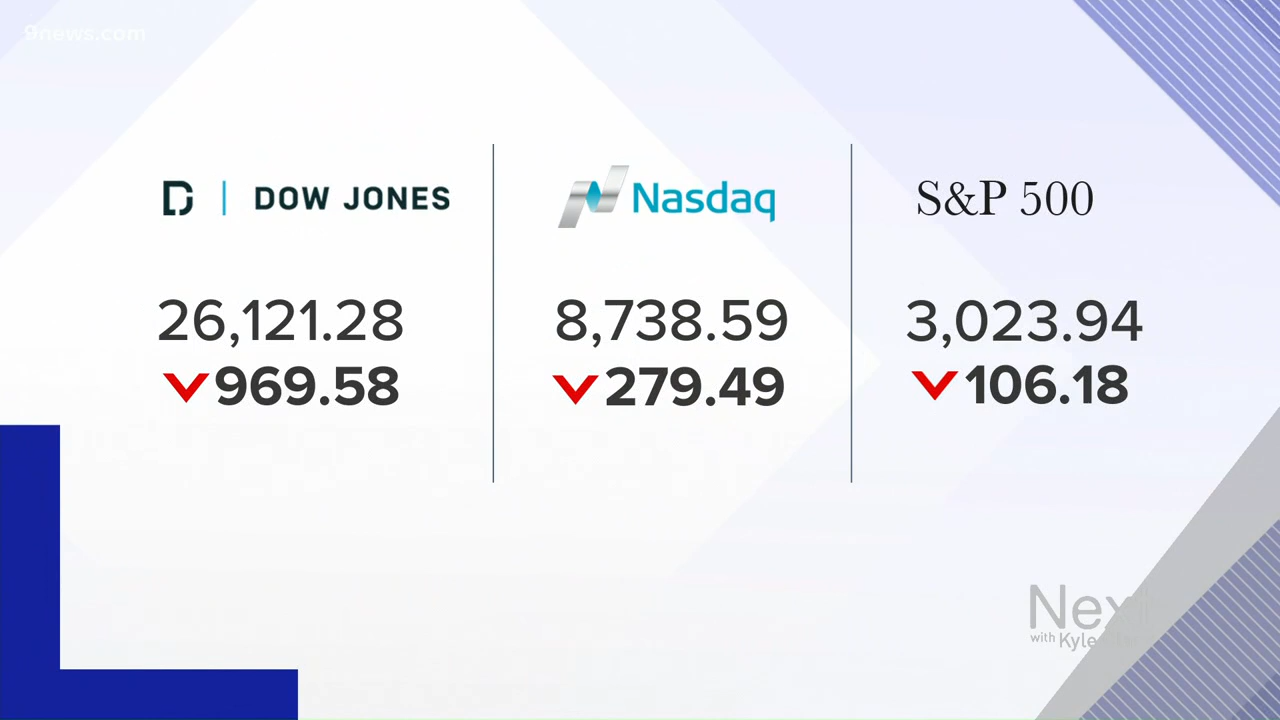 9news.com
DOW JONES
Nasdaq
S&P 500
26,121.28
8,738.59
3,023.94
969.58
279.49
106.18
Next
with Kyle